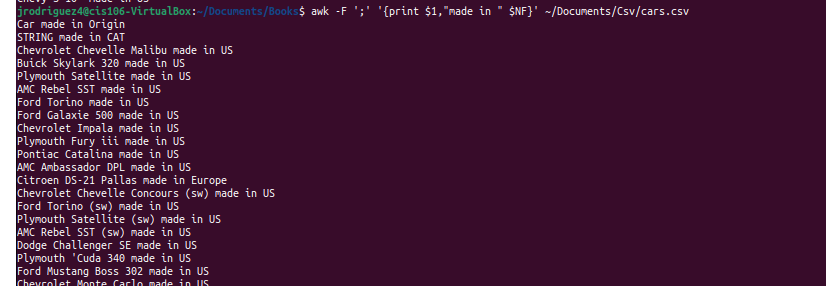 jrodriguez4@cis106-VirtualBox:~/Documents/Books$ awk -F ';' '{print $1,"made in " $NF}' ~/Documents/Csv/cars.csv
Car made in Origin
STRING made in CAT
Chevrolet Chevelle Malibu made in US
Buick Skylark 320 made in US
Plymouth Satellite made in US
AMC Rebel SST made in US
Ford Torino made in US
Ford Galaxie 500 made in US
Chevrolet Impala made in US
Plymouth Fury iii made in US
Pontiac Catalina made in US
AMC Ambassador DPL made in US
Citroen DS-21 Pallas made in Europe
Chevrolet Chevelle Concours (sw) made in US
Ford Torino (sw) made in US
Plymouth Satellite (sw) made in US
AMC Rebel SST (sw) made in US
Dodge Challenger SE made in US
Plymouth 'Cuda 340 made in US
Ford Mustang Boss 302 made in US
Chevrolet Monte Carlo made in US